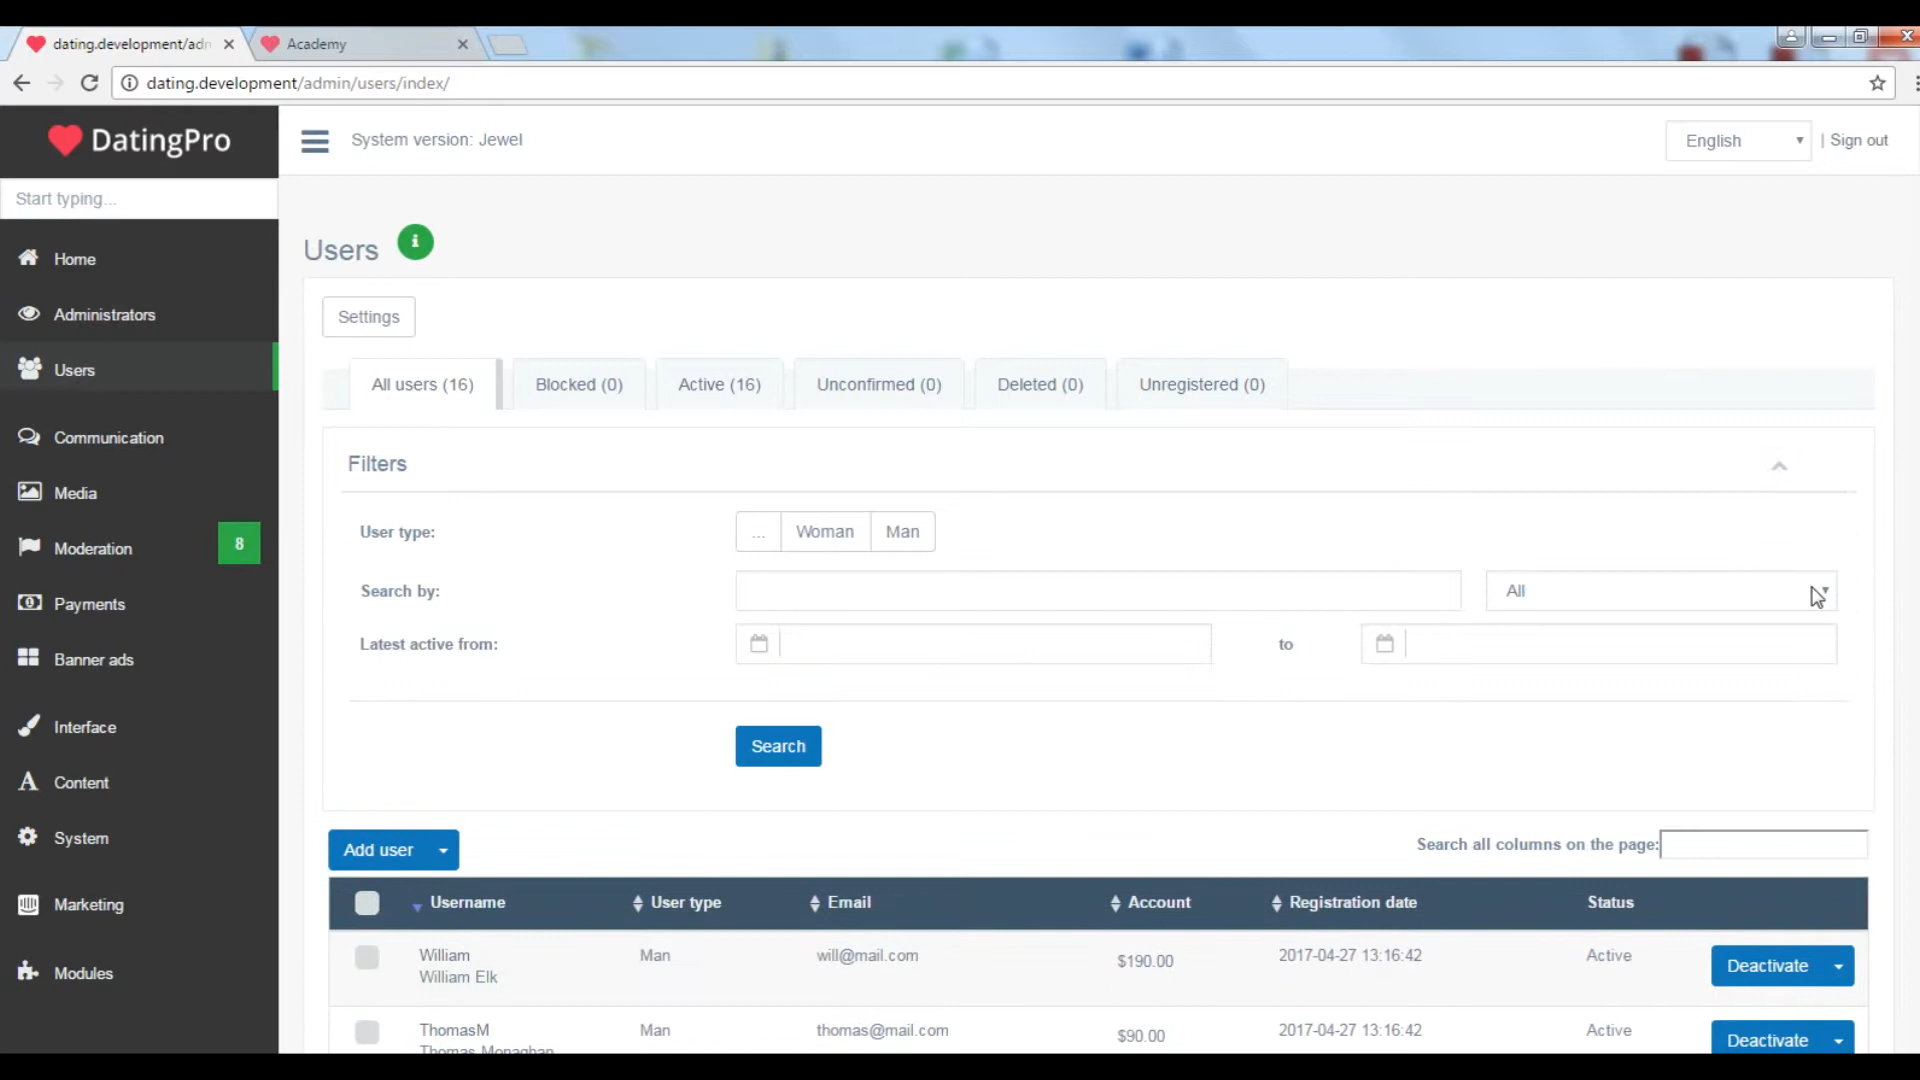 dating.development/adm
Academy
dating.development/admin/users/index/
DatingPro
System version: Jewel
English
| Sign out
Start typing...
Home
Administrators
Users
Communication
Media
Moderation
8
Payments
Banner ads
Interface
Content
System
Marketing
Modules
Users
Settings
All users (16)
Blocked (0)
Active (16)
Unconfirmed (0)
Deleted (0)
Unregistered (0)
Filters
User type:
...
Woman
Man
Search by:
All
Latest active from:
to
Search
Add user
Search all columns on the page:
Username
User type
Email
Account
Registration date
Status
William
William Elk
Man
will@mail.com
$190.00
2017-04-27 13:16:42
Active
Deactivate
ThomasM
Thomas Monaghan
Man
thomas@mail.com
$90.00
2017-04-27 13:16:42
Active
Deactivate